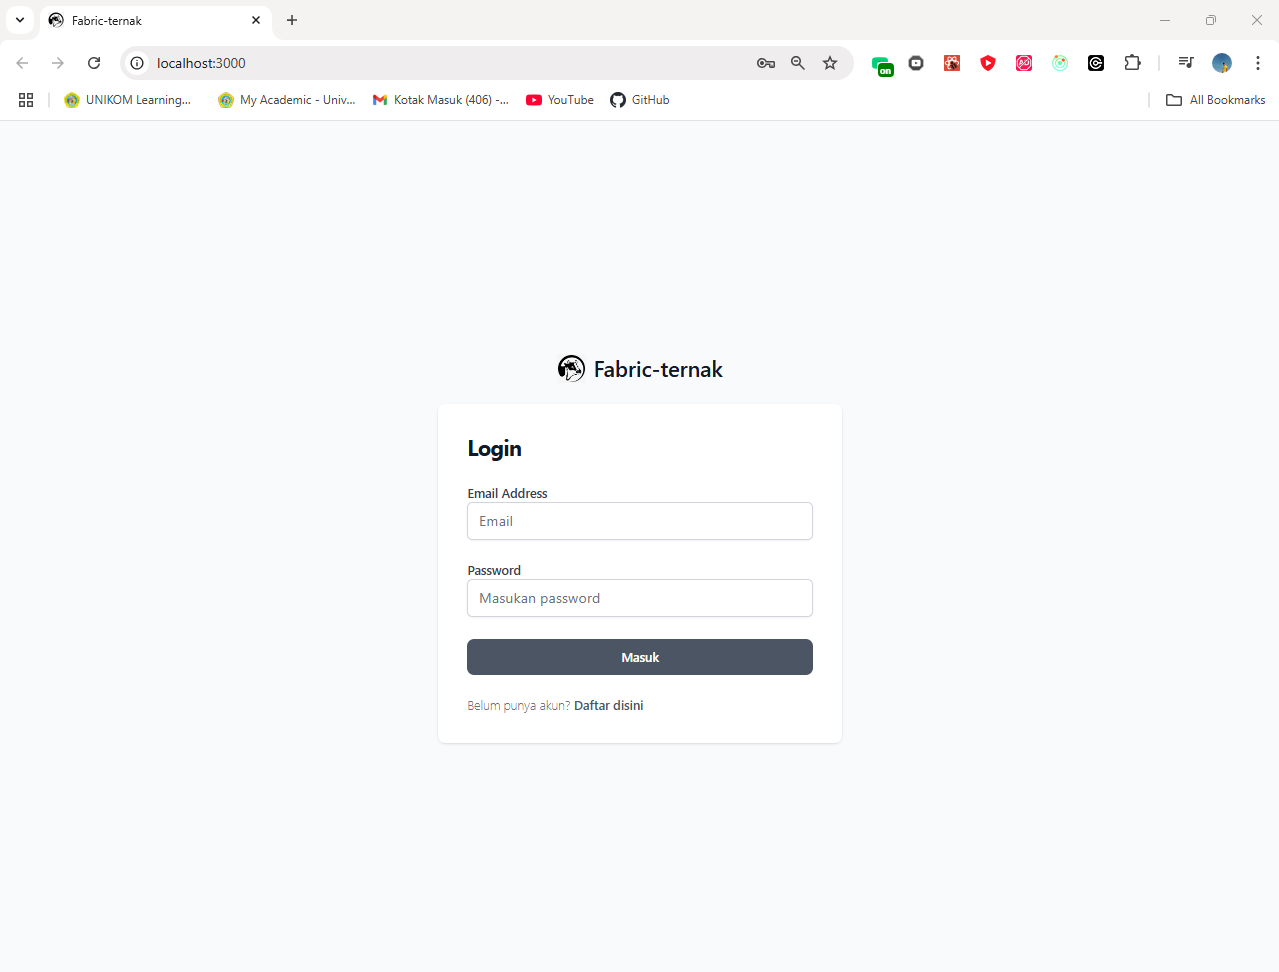 Fabric-ternak
localhost:3000
on
UNIKOM Learning...
My Academic - Univ...
Kotak Masuk (406) -...
YouTube
GitHub
All Bookmarks
Fabric-ternak
Login
Email Address
Email
Password
Masukan password
Masuk
Belum punya akun? Daftar disini